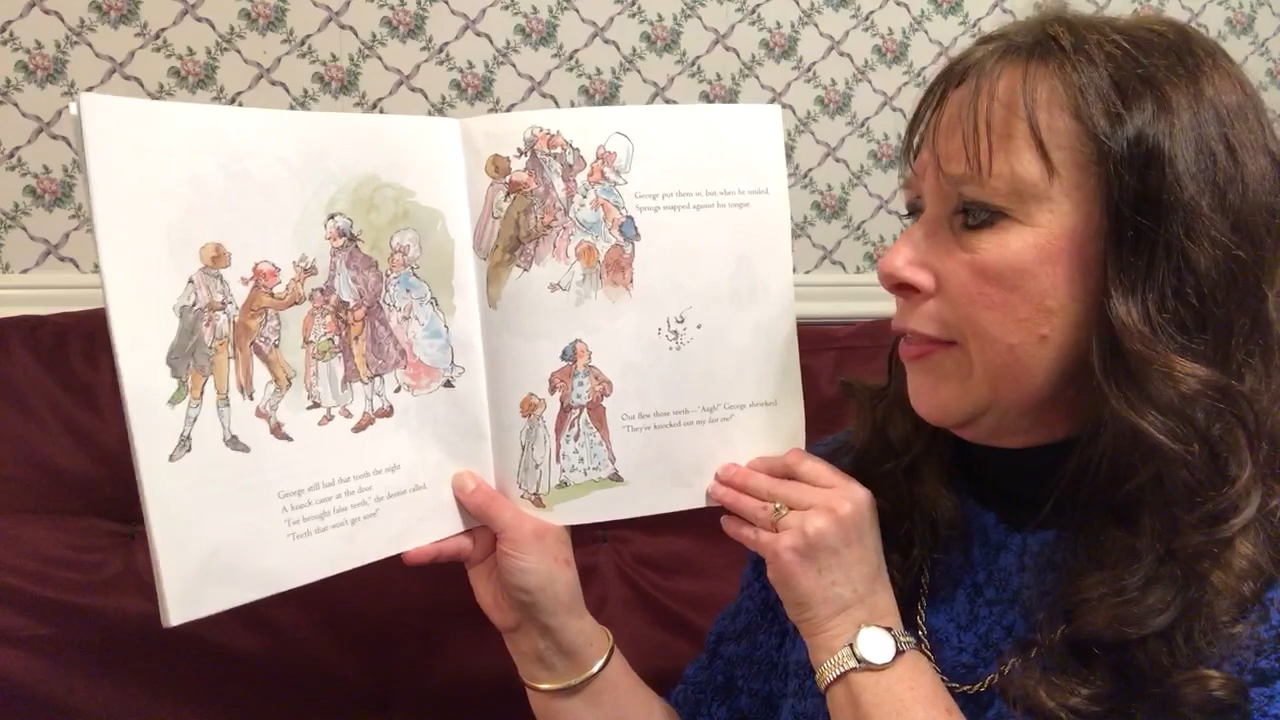 George still had that tooth the night
A knock came at the door.
"I've brought false teeth," the dentist called,
"Teeth that won't get sore!"
George put them in, but when he smiled,
Springs snapped against his tongue.
Out flew those teeth—"Aagh!" George shrieked.
"They've knocked out my last one!"